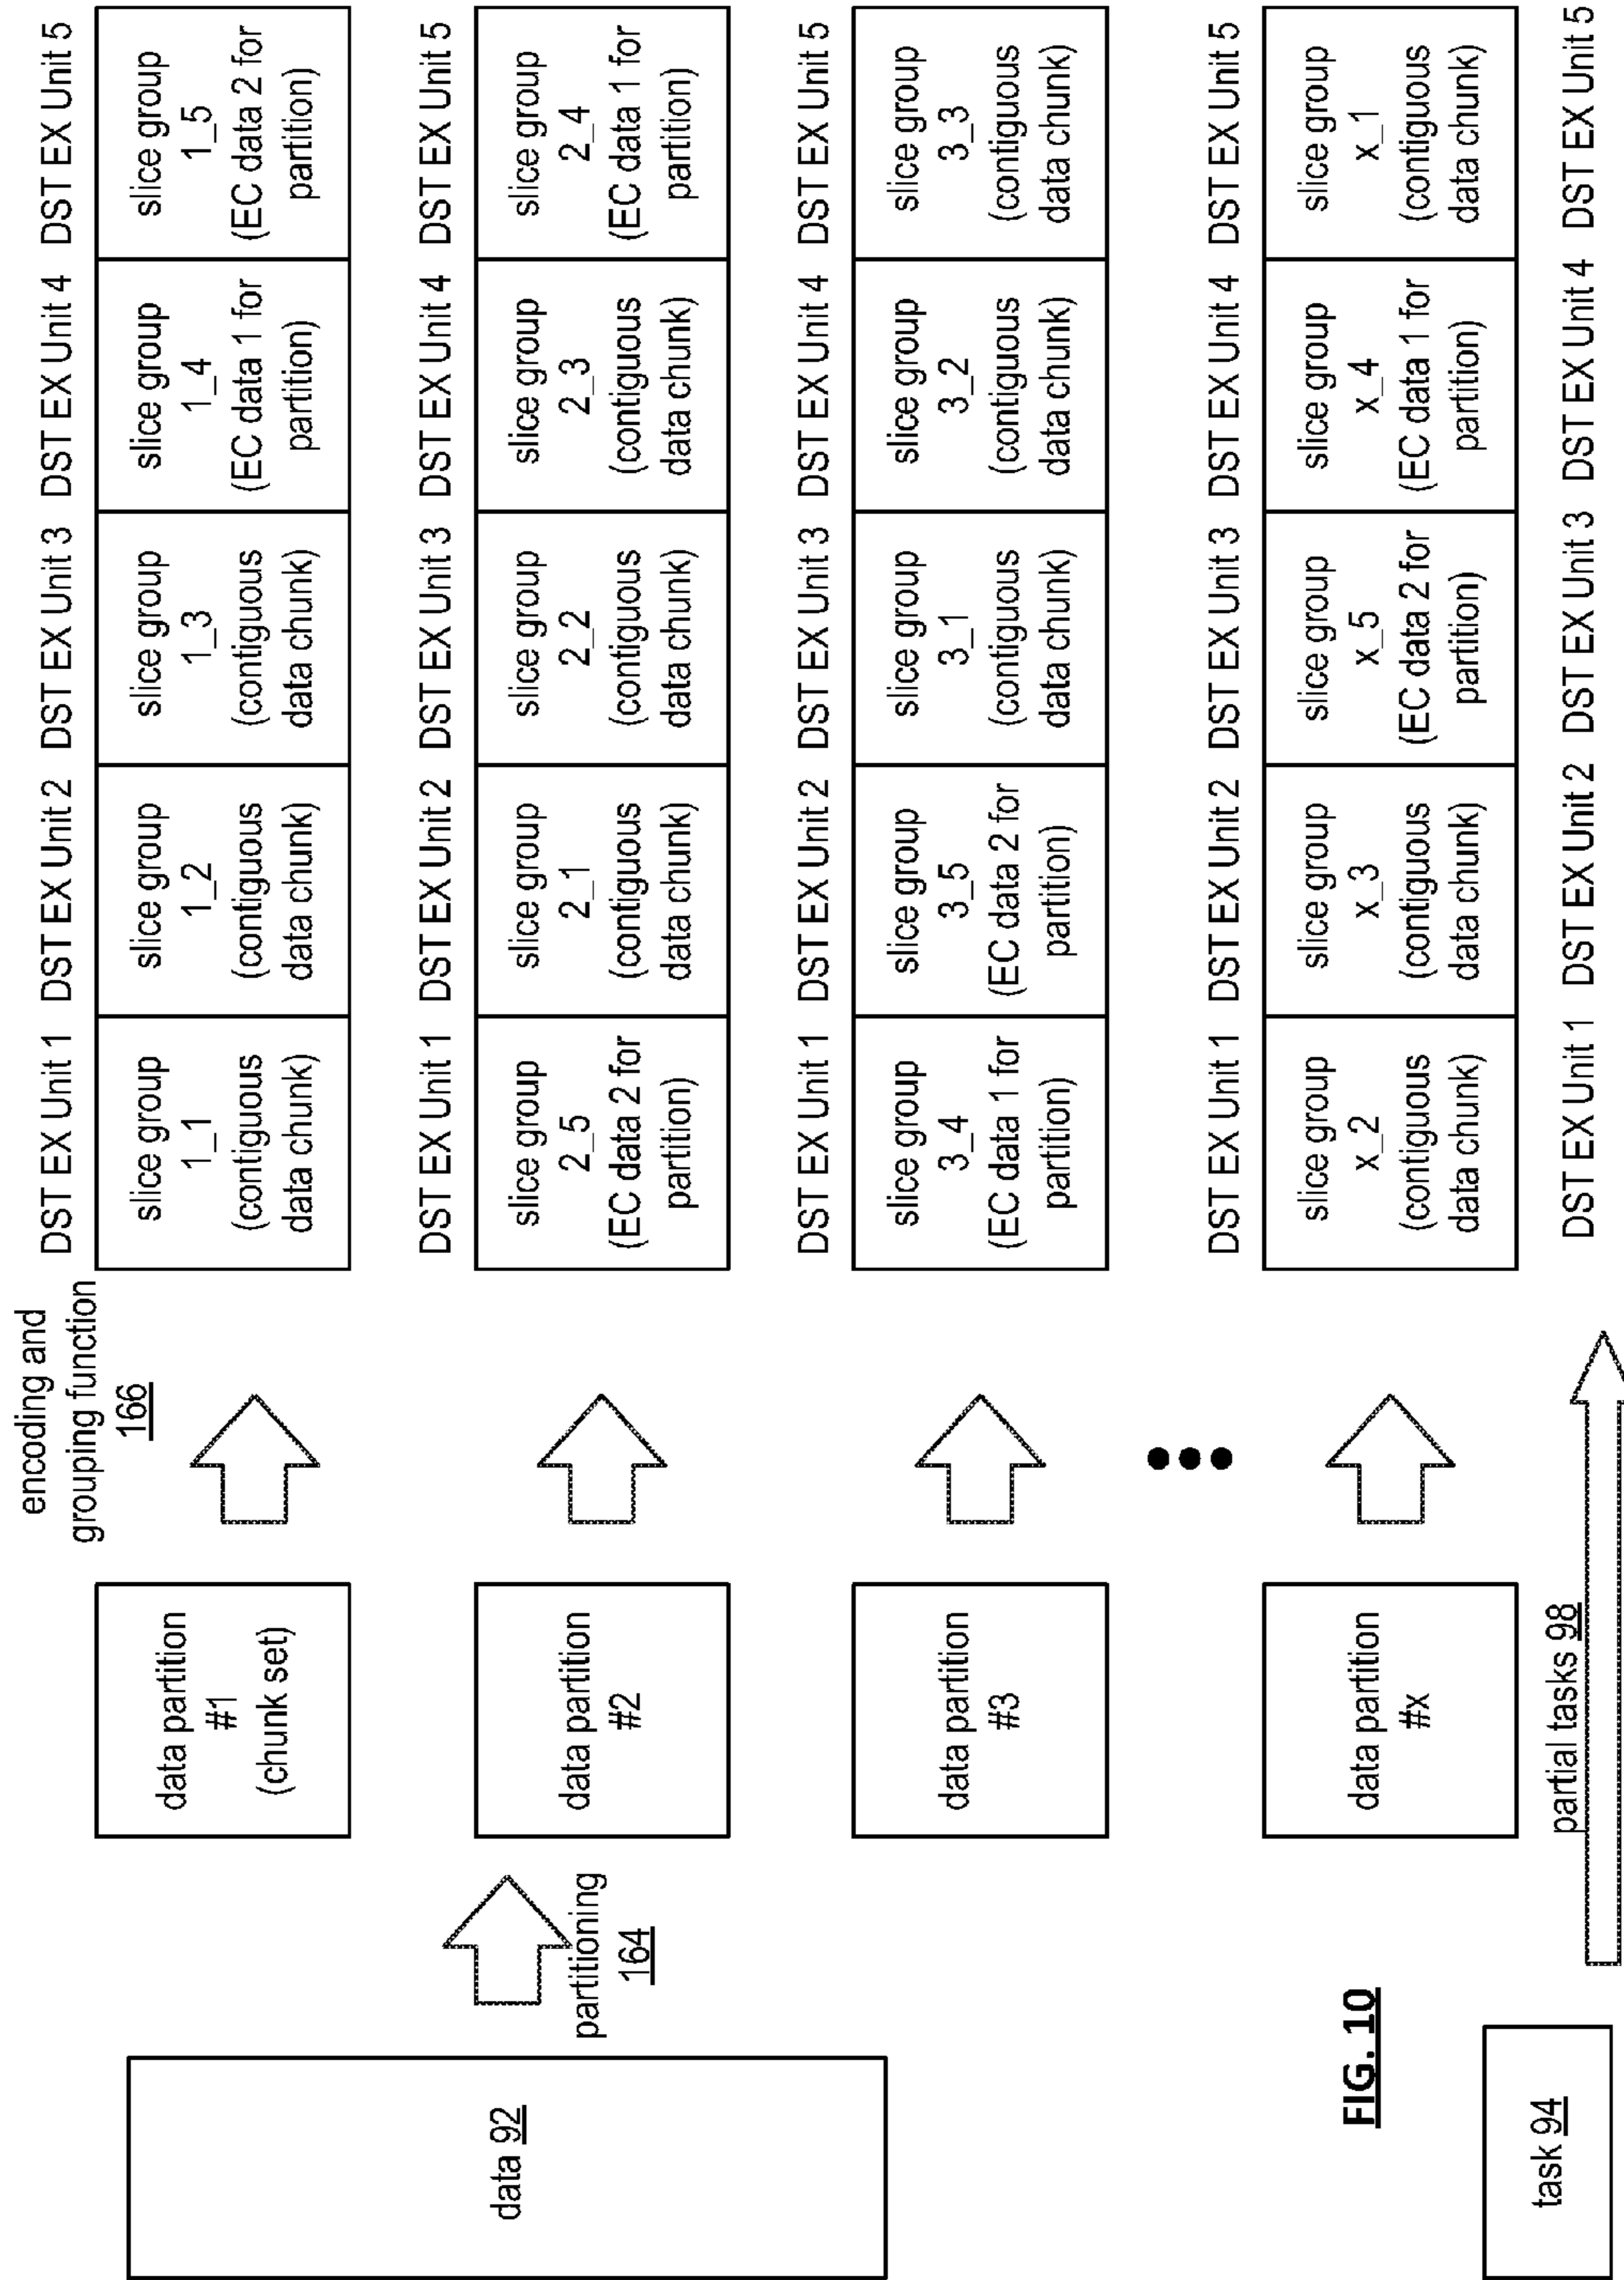 encoding and
grouping function
166
data 92
partitioning
164
data partition
#1
(chunk set)
DST EX Unit 1
DST EX Unit 2
DST EX Unit 3
DST EX Unit 4
DST EX Unit 5
slice group
1_1
(contiguous
data chunk)
slice group
1_2
(contiguous
data chunk)
slice group
1_3
(contiguous
data chunk)
slice group
1_4
(EC data 1 for
partition)
slice group
1_5
(EC data 2 for
partition)
data partition
#2
DST EX Unit 1
DST EX Unit 2
DST EX Unit 3
DST EX Unit 4
DST EX Unit 5
slice group
2_5
(EC data 2 for
partition)
slice group
2_1
(contiguous
data chunk)
slice group
2_2
(contiguous
data chunk)
slice group
2_3
(contiguous
data chunk)
slice group
2_4
(EC data 1 for
partition)
data partition
#3
DST EX Unit 1
DST EX Unit 2
DST EX Unit 3
DST EX Unit 4
DST EX Unit 5
slice group
3_4
(EC data 1 for
partition)
slice group
3_5
(EC data 2 for
partition)
slice group
3_1
(contiguous
data chunk)
slice group
3_2
(contiguous
data chunk)
slice group
3_3
(contiguous
data chunk)
data partition
#x
DST EX Unit 1
DST EX Unit 2
DST EX Unit 3
DST EX Unit 4
DST EX Unit 5
slice group
x_2
(contiguous
data chunk)
slice group
x_3
(contiguous
data chunk)
slice group
x_5
(EC data 2 for
partition)
slice group
x_4
(EC data 1 for
partition)
slice group
x_1
(contiguous
data chunk)
FIG. 10
task 94
partial tasks 98
DST EX Unit 1
DST EX Unit 2
DST EX Unit 3
DST EX Unit 4
DST EX Unit 5